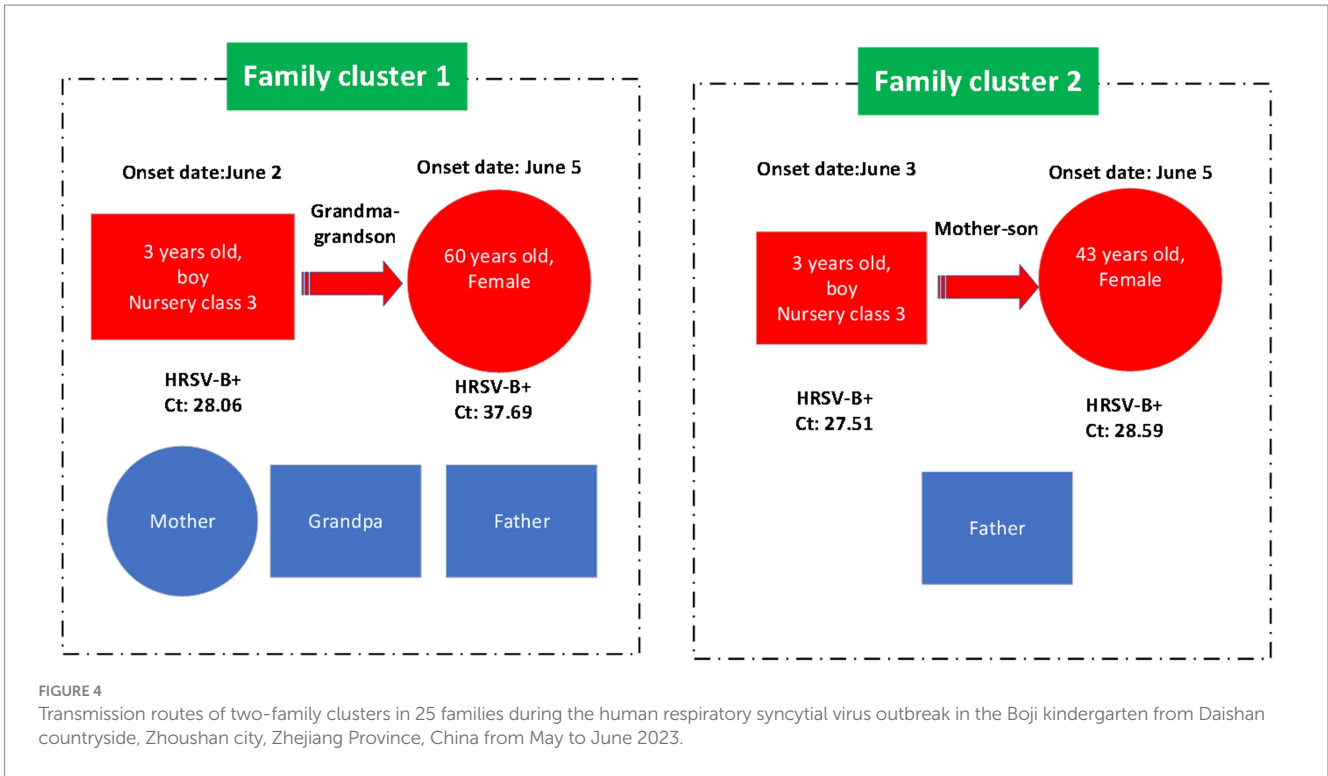 Family cluster 1
Onset date:June 2
Onset date: June 5
Grandma-
grandson
3 years old,
boy
Nursery class 3
60 years old,
Female
HRSV-B+
Ct: 28.06
HRSV-B+
Ct: 37.69
Mother
Grandpa
Father
Family cluster 2
Onset date:June 3
Onset date: June 5
Mother-son
3 years old,
boy
Nursery class 3
43 years old,
Female
HRSV-B+
Ct: 27.51
HRSV-B+
Ct: 28.59
Father
FIGURE 4
Transmission routes of two-family clusters in 25 families during the human respiratory syncytial virus outbreak in the Boji kindergarten from Daishan
countryside, Zhoushan city, Zhejiang Province, China from May to June 2023.